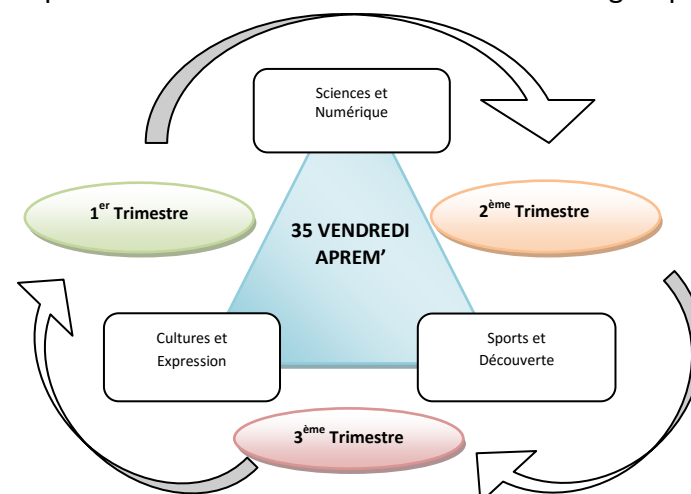 Sciences et
Numérique
1er Trimestre
2ème Trimestre
35 VENDREDI
APREM’
Cultures et
Expression
Sports et
Découverte
3ème Trimestre